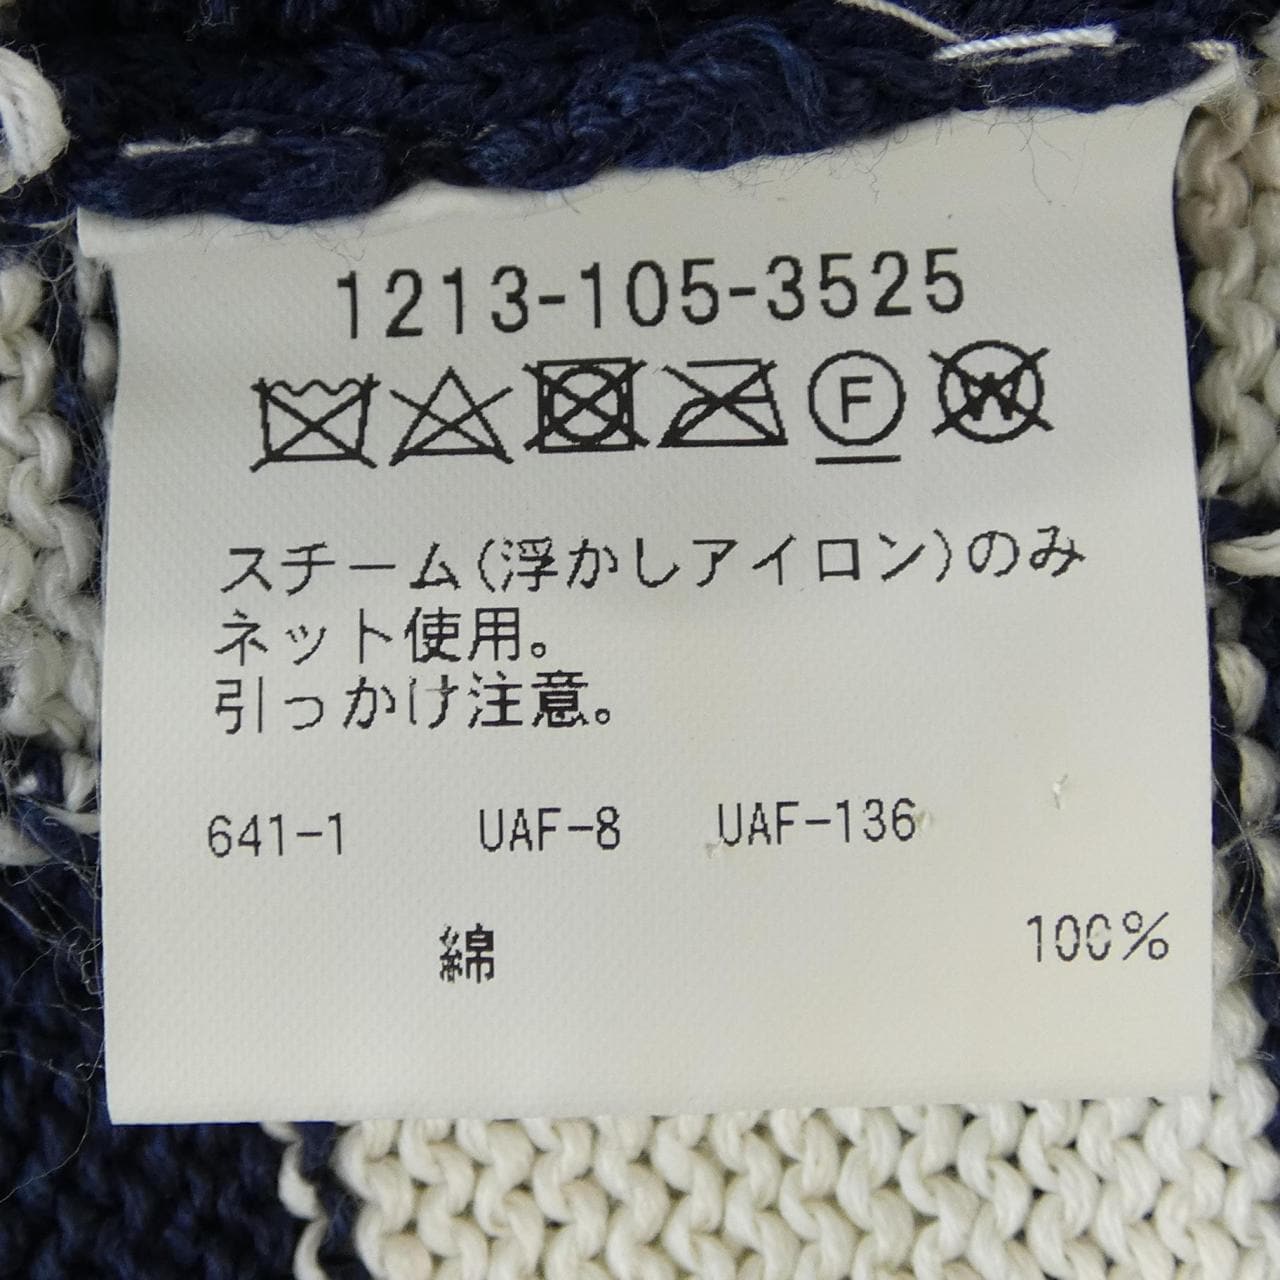 1213-105-3525
F W
スチーム(浮かしアイロン)のみ
ネット使用。
引っかけ注意。
641-1 UAF-8 UAF-136
綿 100%